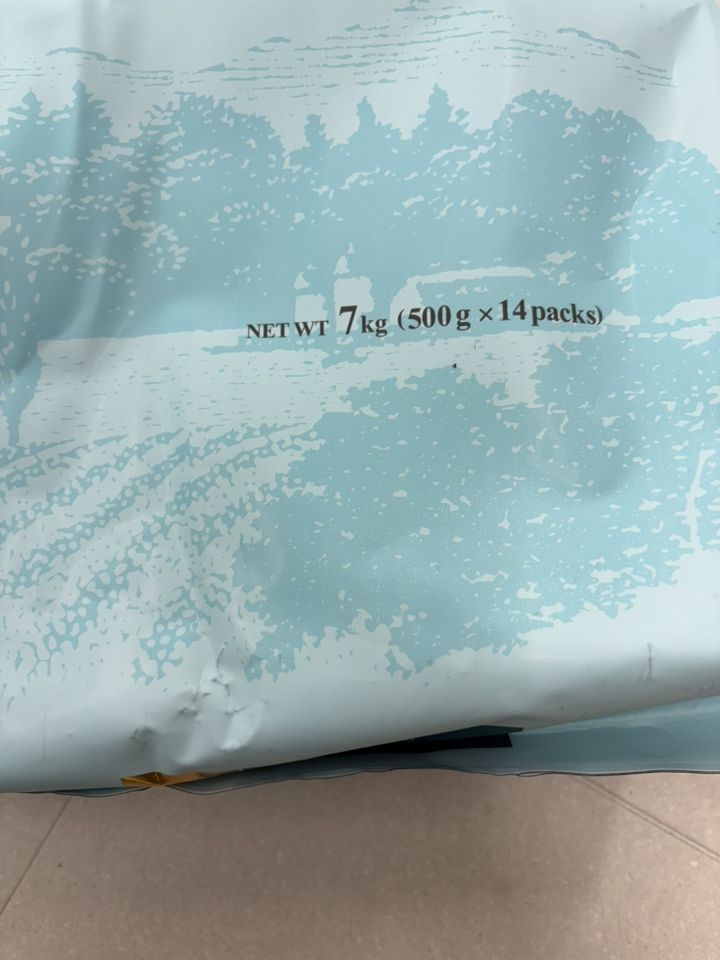 NET WT 7kg (500g × 14 packs)